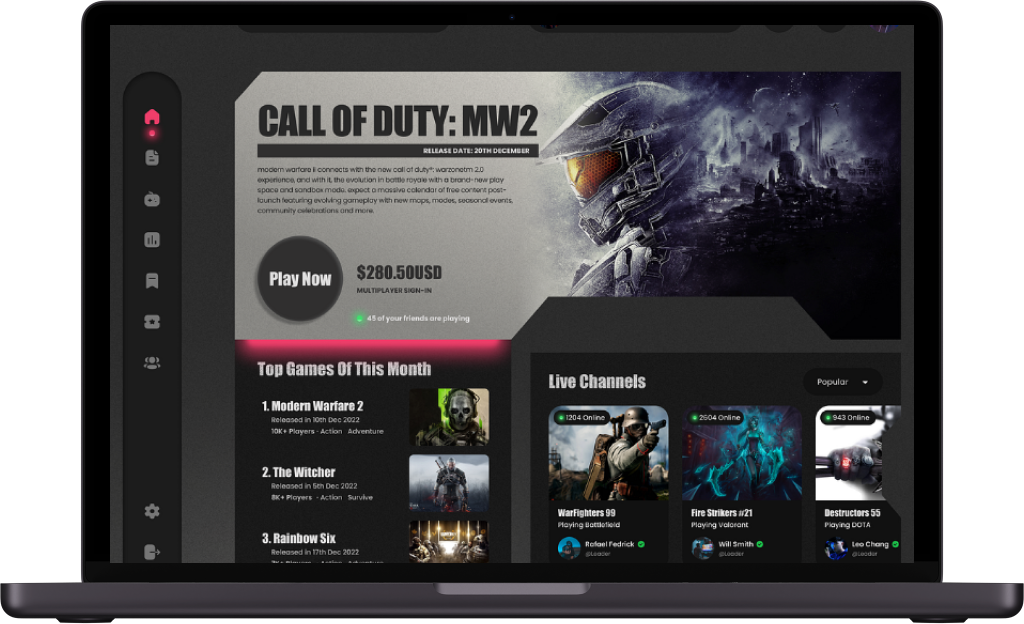 CALL OF DUTY: MW2
RELEASE DATE: 20TH DECEMBER
modern warfare ii connects with the new call of duty®: warzonetm 2.0
experience, and with it, the evolution in battle royale with a brand-new play
space and sandbox mode. expect a massive calendar of free content post-
launch featuring evolving gameplay with new maps, modes, seasonal events,
community celebrations and more.
Play Now
$280.50USD
MULTIPLAYER SIGN-IN
43 of your friends are playing
Top Games Of This Month
1. Modern Warfare 2
Released in 10th Dec 2022
10K+ Players · Action · Adventure
2. The Witcher
Released in 5th Dec 2022
8K+ Players · Action Survive
3. Rainbow Six
Released in 17th Dec 2022
Live Channels
Popular
1204 Online
WarFighters 99
Playing Battlefield
Rafael Fedrick
@Leader
2504 Online
Fire Strikers #21
Playing Valorant
Will Smith
@Leader
943 Online
Destructors 55
Playing DOTA
Leo Chang
@Leader